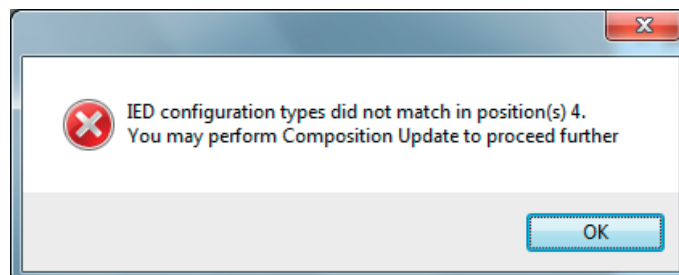 IED configuration types did not match in position(s) 4.
You may perform Composition Update to proceed further
OK